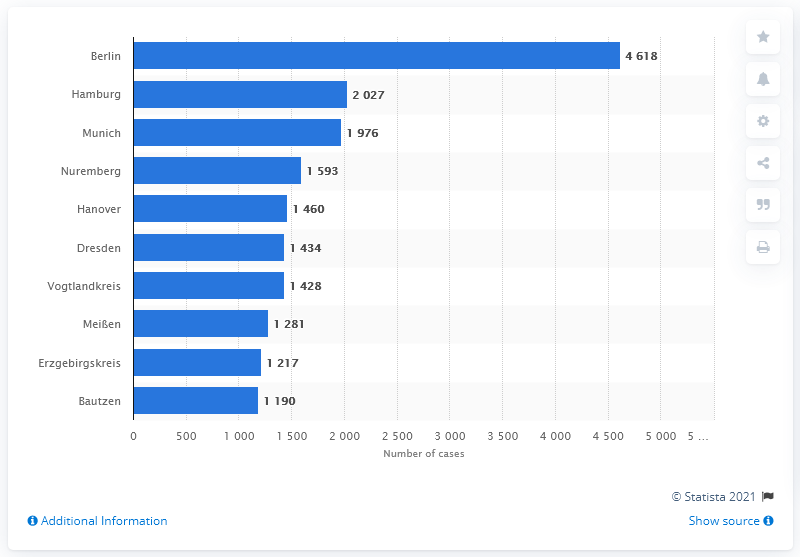 Berlin 4 618
Hamburg 2 027
Munich 1 976
Nuremberg 1 593
Hanover 1 460
Dresden 1 434
Vogtlandkreis 1 428
Meißen 1 281
Erzgebirgskreis 1 217
Bautzen 1 190
0 500 1 000 1 500 2 000 2 500 3 000 3 500 4 000 4 500 5 000 5 ...
Number of cases
© Statista 2021
Additional Information Show source